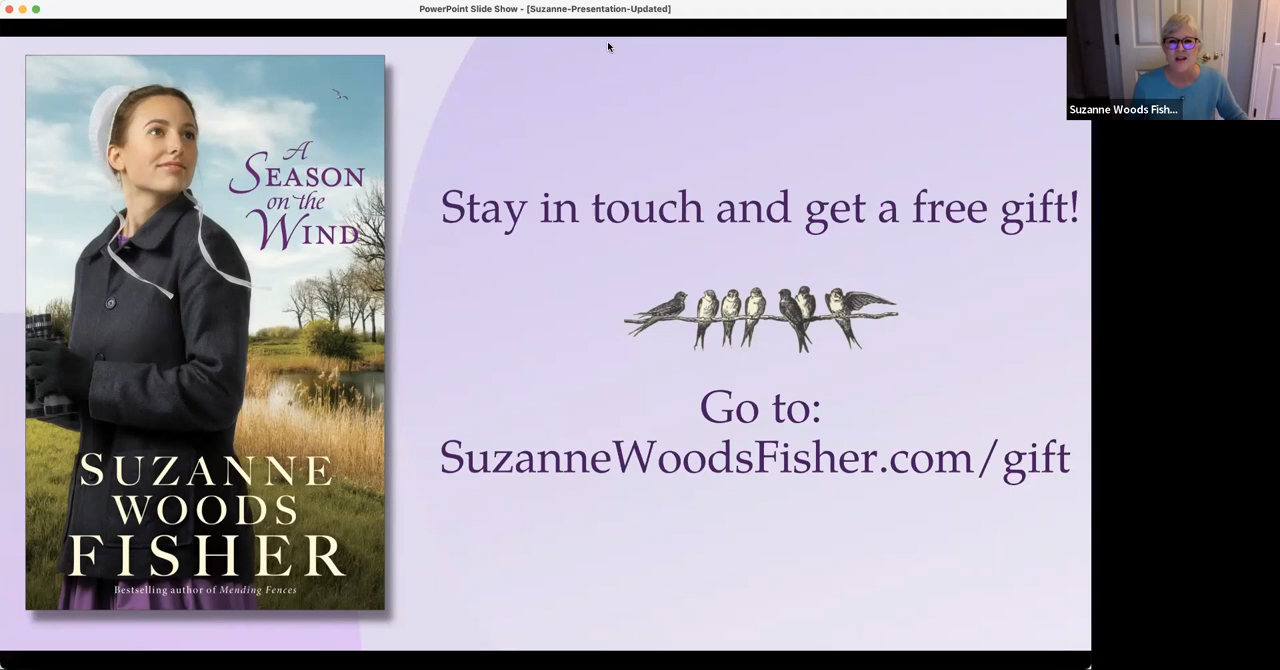 PowerPoint Slide Show - [Suzanne-Presentation-Updated]
Suzanne Woods Fish...
A
SEASON
on the
WIND
SUZANNE
WOODS
FISHER
Bestselling author of Mending Fences
Stay in touch and get a free gift!
Go to:
SuzanneWoodsFisher.com/gift